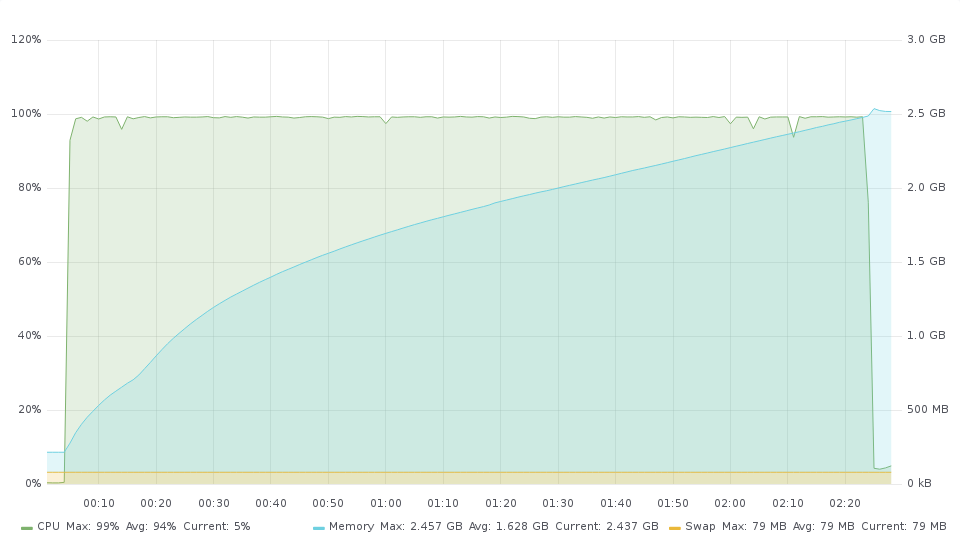 120% 3.0 GB
100% 2.5 GB
80% 2.0 GB
60% 1.5 GB
40% 1.0 GB
20% 500 MB
0% 0 kB
00:10 00:20 00:30 00:40 00:50 01:00 01:10 01:20 01:30 01:40 01:50 02:00 02:10 02:20
CPU Max: 99% Avg: 94% Current: 5% Memory Max: 2.457 GB Avg: 1.628 GB Current: 2.437 GB Swap Max: 79 MB Avg: 79 MB Current: 79 MB